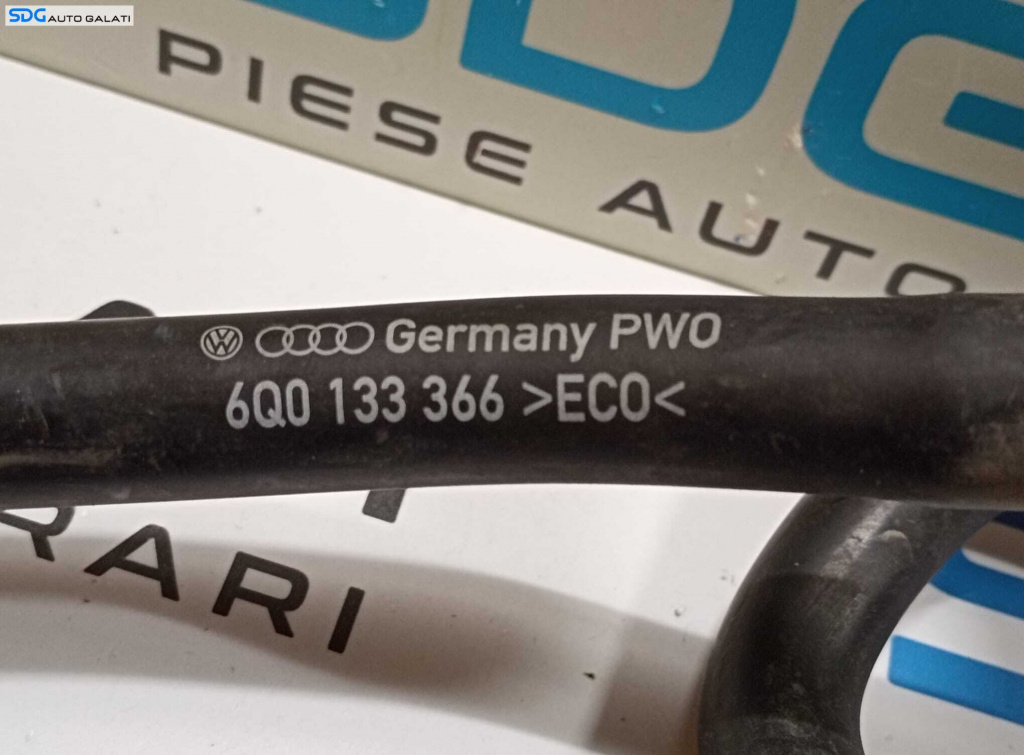 SDG AUTO GALATI
PIESE AUTO
Germany PWO
6Q0 133 366 >ECO<
RARI